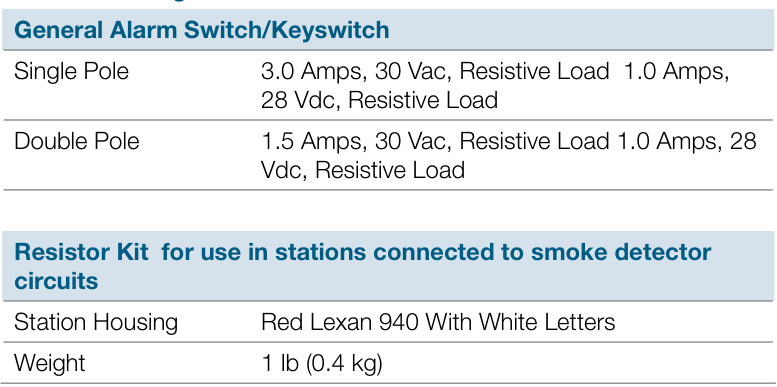 General Alarm Switch/Keyswitch
Single Pole 3.0 Amps, 30 Vac, Resistive Load 1.0 Amps,
28 Vdc, Resistive Load
Double Pole 1.5 Amps, 30 Vac, Resistive Load 1.0 Amps, 28
Vdc, Resistive Load
Resistor Kit for use in stations connected to smoke detector
circuits
Station Housing Red Lexan 940 With White Letters
Weight 1 lb (0.4 kg)